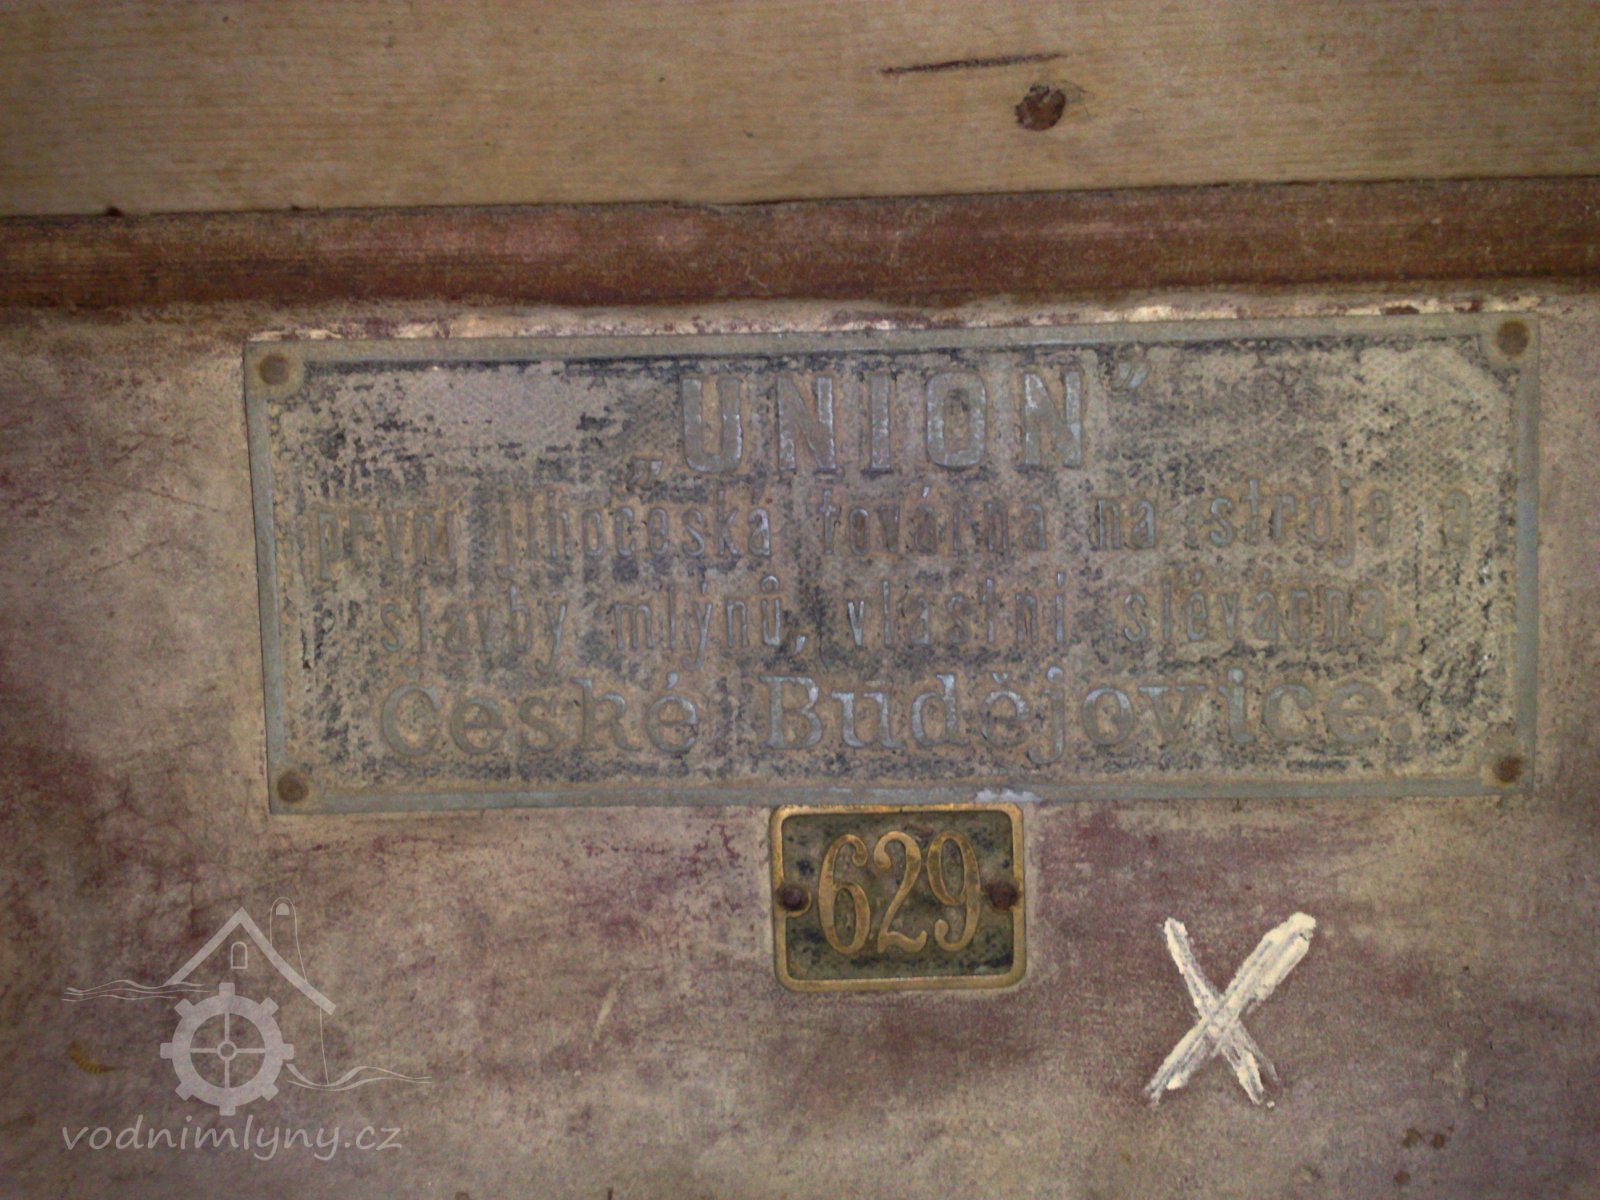 „UNION”
první jihočeská továrna na stroje a
stavby mlýnů, vlastní slévárna,
České Budějovice.
629
X
vodnimlyny.cz